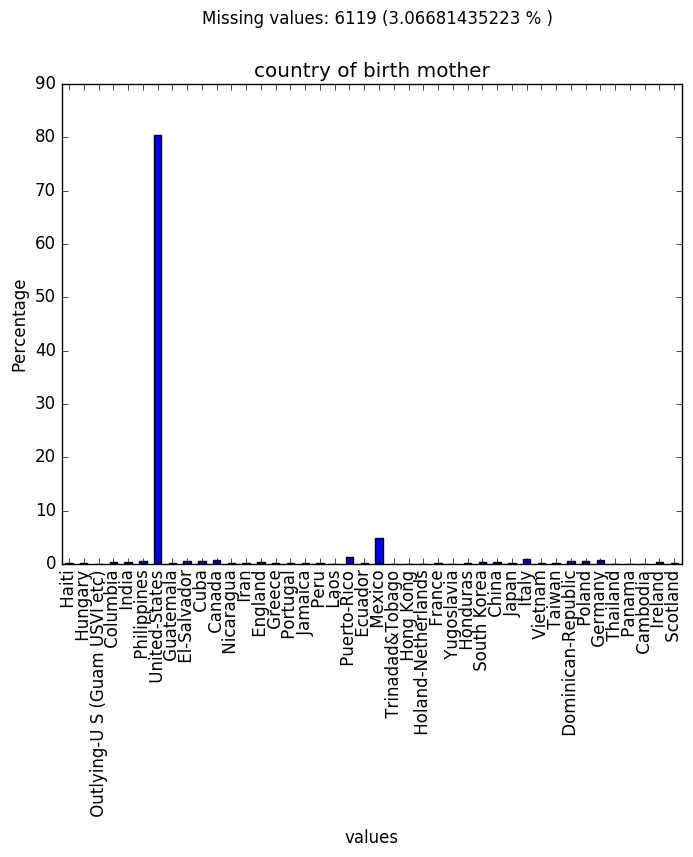 Missing values: 6119 (3.06681435223 % )
country of birth mother
90
80
70
60
50
40
30
20
10
0
Percentage
Haiti
Hungary
Outlying-U S (Guam USVI etc)
Columbia
India
Philippines
United-States
Guatemala
El-Salvador
Cuba
Canada
Nicaragua
Iran
England
Greece
Portugal
Jamaica
Peru
Laos
Puerto-Rico
Ecuador
Mexico
Trinadad&Tobago
Hong Kong
Holand-Netherlands
France
Yugoslavia
Honduras
South Korea
China
Japan
Italy
Vietnam
Taiwan
Dominican-Republic
Poland
Germany
Thailand
Panama
Cambodia
Ireland
Scotland
values